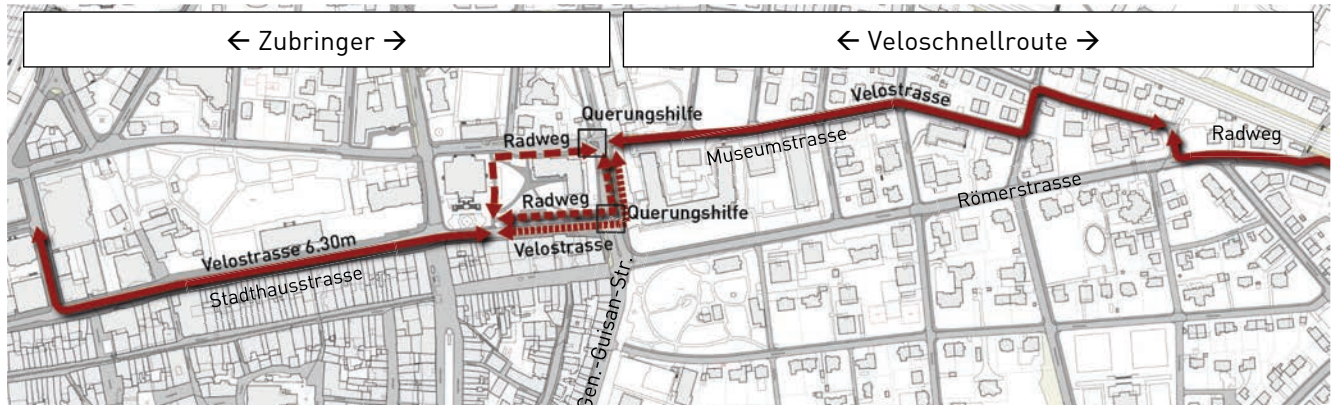 ← Zubringer →
← Veloschnellroute →
Querungshilfe
Velostrasse
Radweg
Museumstrasse
Radweg
Radweg
Querungshilfe
Römerstrasse
Velostrasse
Velostrasse 6.30m
Stadthausstrasse
Gen.-Guisan-Str.